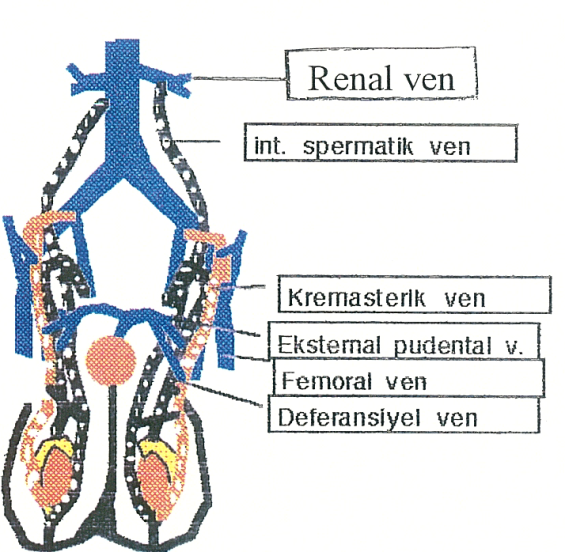 Renal ven
int. spermatik ven
Kremasterik ven
Eksternal pudental v.
Femoral ven
Deferansiyel ven